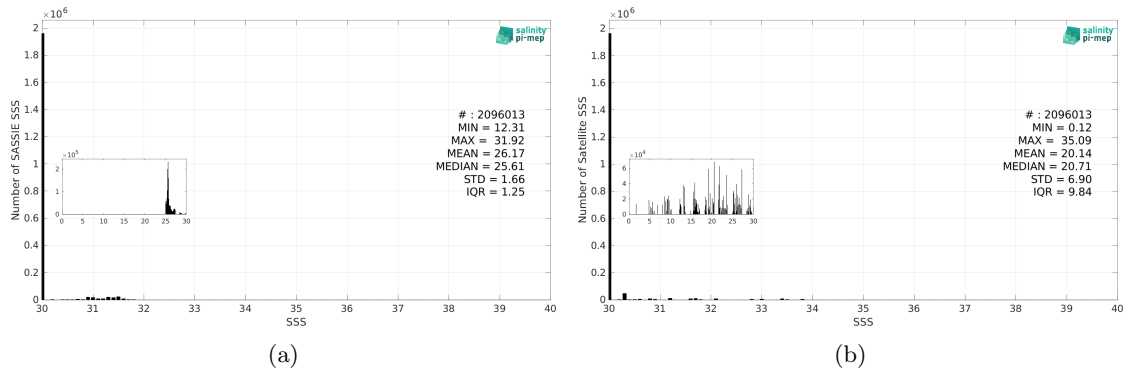 ×10^6
2
1.8
1.6
1.4
1.2
1
0.8
0.6
0.4
0.2
0
Number of SASSIE SSS
salinity
pi-mep
# : 2096013
MIN = 12.31
MAX = 31.92
MEAN = 26.17
MEDIAN = 25.61
STD = 1.66
IQR = 1.25
×10^5
2
1
0
0 5 10 15 20 25 30
30 31 32 33 34 35 36 37 38 39 40
SSS
(a)
×10^6
2
1.8
1.6
1.4
1.2
1
0.8
0.6
0.4
0.2
0
Number of Satellite SSS
salinity
pi-mep
# : 2096013
MIN = 0.12
MAX = 35.09
MEAN = 20.14
MEDIAN = 20.71
STD = 6.90
IQR = 9.84
×10^4
6
4
2
0
0 5 10 15 20 25 30
30 31 32 33 34 35 36 37 38 39 40
SSS
(b)